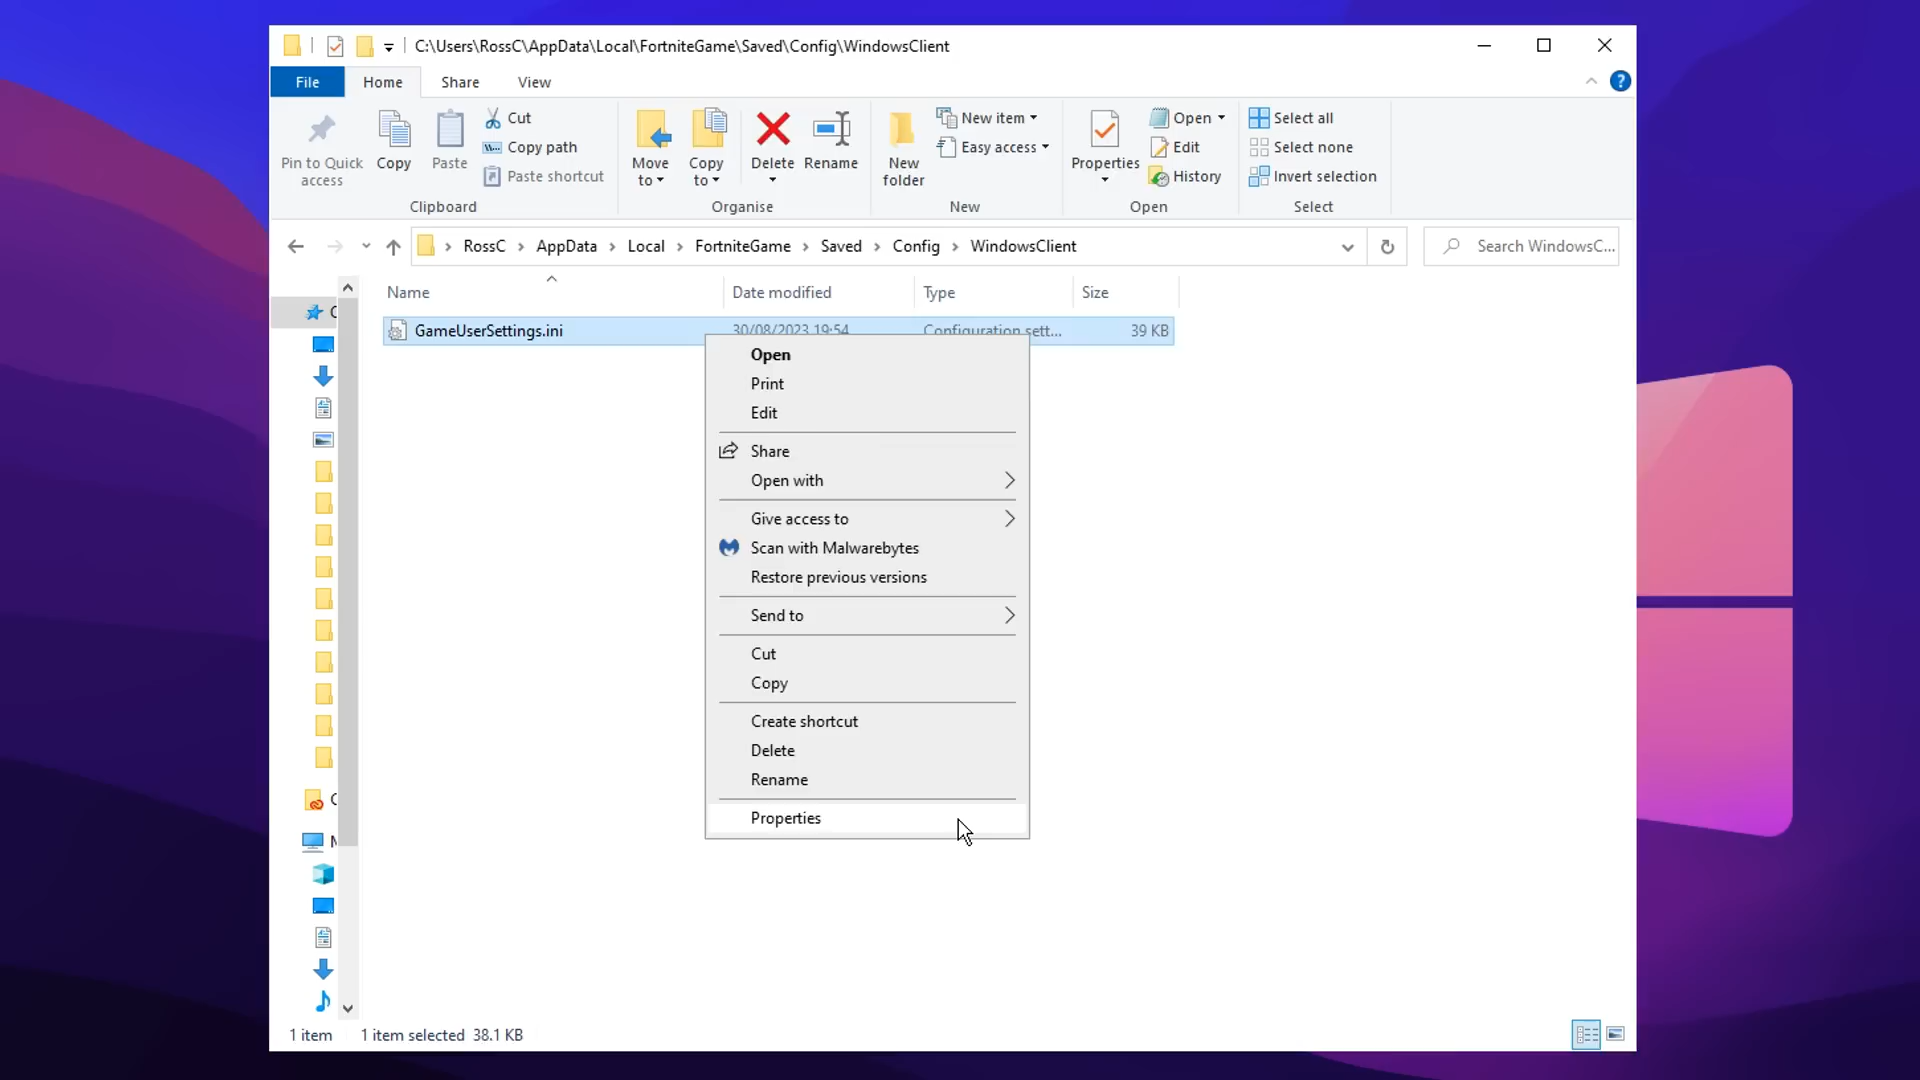 C:\Users\RossC\AppData\Local\FortniteGame\Saved\Config\WindowsClient
File Home Share View
Pin to Quick access
Copy
Paste
Cut
Copy path
Paste shortcut
Clipboard
Move to
Copy to
Delete
Rename
Organise
New folder
New item
Easy access
New
Properties
Open
Edit
History
Open
Select all
Select none
Invert selection
Select
RossC AppData Local FortniteGame Saved Config WindowsClient
Search WindowsC...
Name Date modified Type Size
GameUserSettings.ini 30/08/2023 19:54 Configuration sett... 39 KB
Open
Print
Edit
Share
Open with
Give access to
Scan with Malwarebytes
Restore previous versions
Send to
Cut
Copy
Create shortcut
Delete
Rename
Properties
1 item 1 item selected 38.1 KB